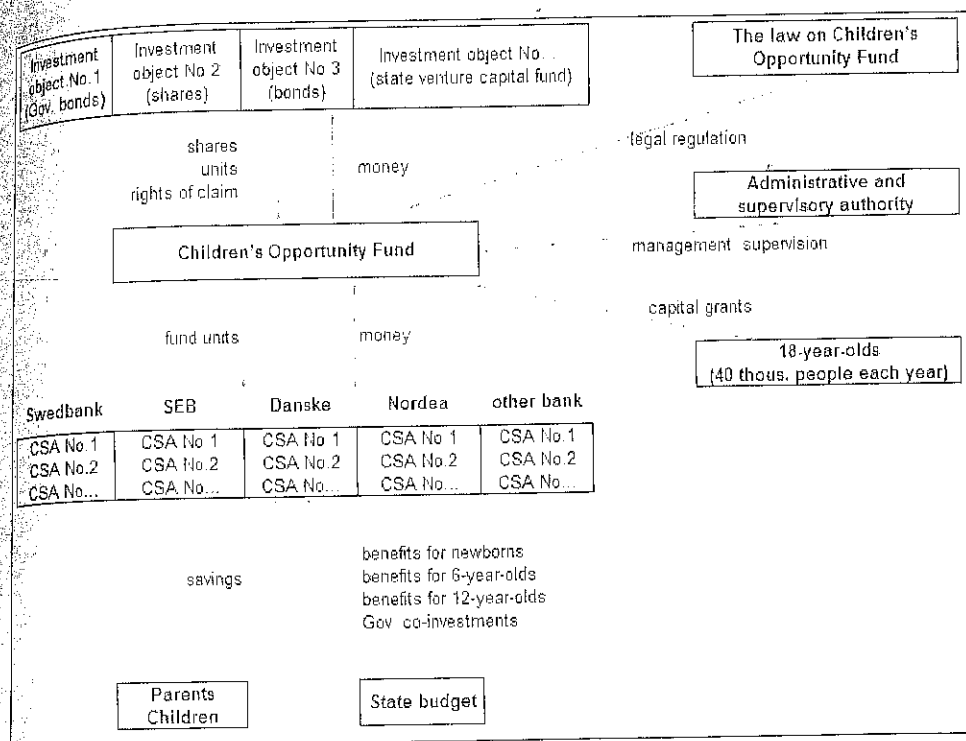 Investment
object.No.1
(Gov. bonds)
Investment
object No 2
(shares)
Investment
object No 3
(bonds)
Investment object No. .
(state venture capital fund)
The law on Children's
Opportunity Fund
shares
units
rights of claim
money
legal regulation
Administrative and
supervisory authority
Children's Opportunity Fund
management supervision
capital grants
fund units
money
18-year-olds
(40 thous. people each year)
Swedbank
SEB
Danske
Nordea
other bank
CSA No.1
CSA No 1
CSA No 1
CSA No 1
CSA No.1
CSA No.2
CSA No.2
CSA No.2
CSA No.2
CSA No.2
CSA No...
CSA No...
CSA No...
CSA No...
CSA No...
savings
benefits for newborns
benefits for 6-year-olds
benefits for 12-year-olds
Gov co-investments
Parents
Children
State budget